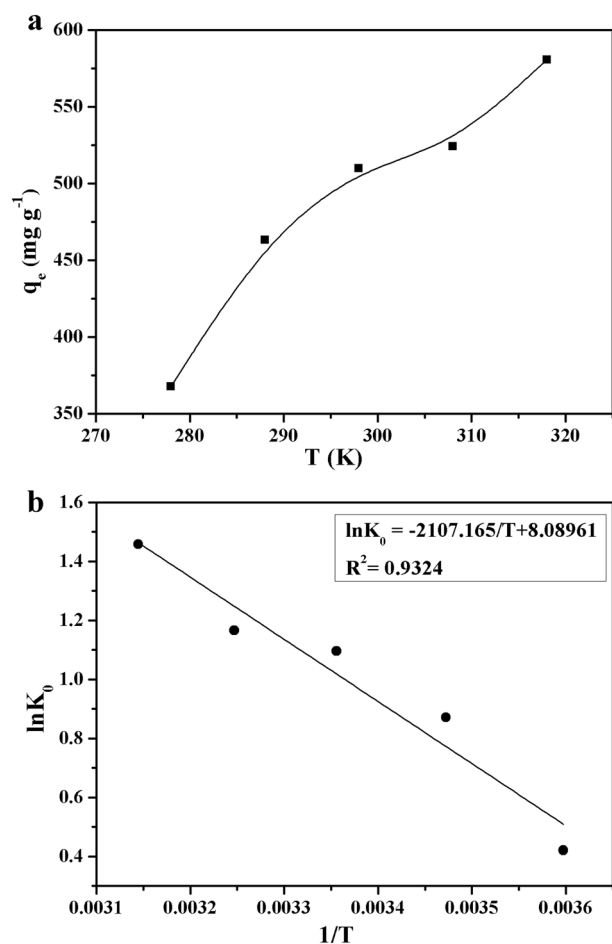 a
600
550
500
450
400
350
270 280 290 300 310 320
qₑ (mg g⁻¹)
T (K)
b
1.6
1.4
1.2
1.0
0.8
0.6
0.4
lnK₀ = -2107.165/T+8.08961
R²= 0.9324
0.0031 0.0032 0.0033 0.0034 0.0035 0.0036
lnK₀
1/T